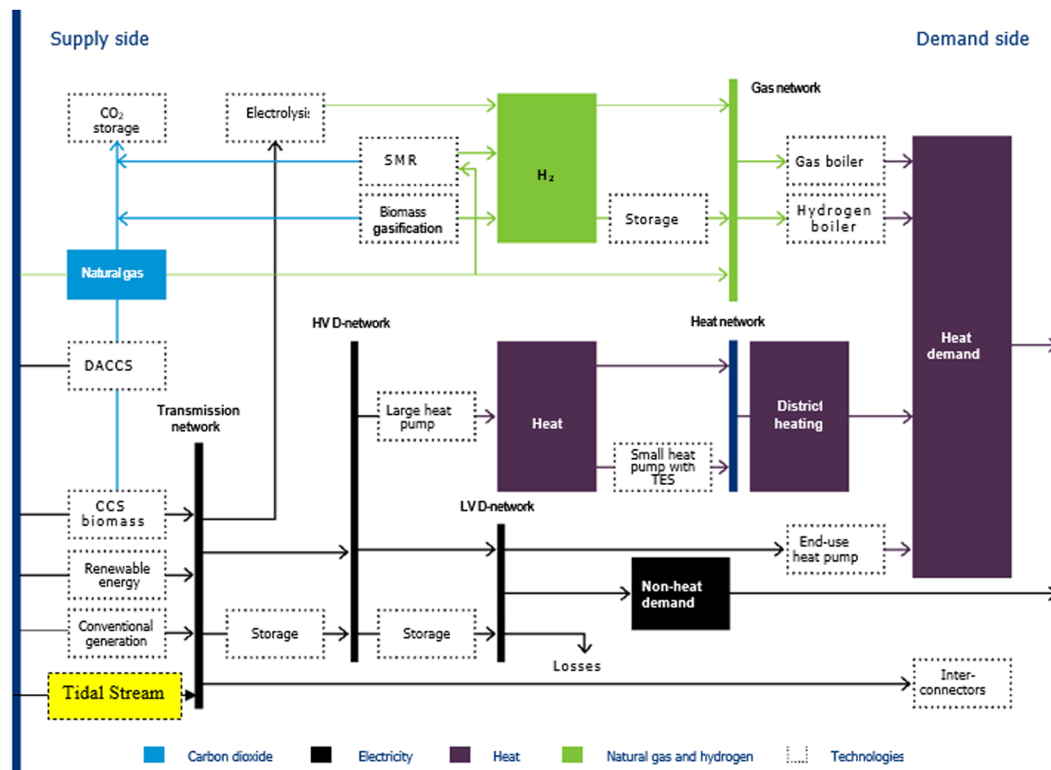 Supply side
Demand side
Gas network
CO₂
storage
Electrolysis
SMR
H₂
Gas boiler
Biomass
gasification
Storage
Hydrogen
boiler
Natural gas
HV D-network
Heat network
Heat
demand
DACCS
Transmission
network
Large heat
pump
Heat
District
heating
Small heat
pump with
TES
CCS
biomass
LV D-network
End-use
heat pump
Renewable
energy
Non-heat
demand
Conventional
generation
Storage
Storage
Losses
Tidal Stream
Inter-
connectors
Carbon dioxide
Electricity
Heat
Natural gas and hydrogen
Technologies